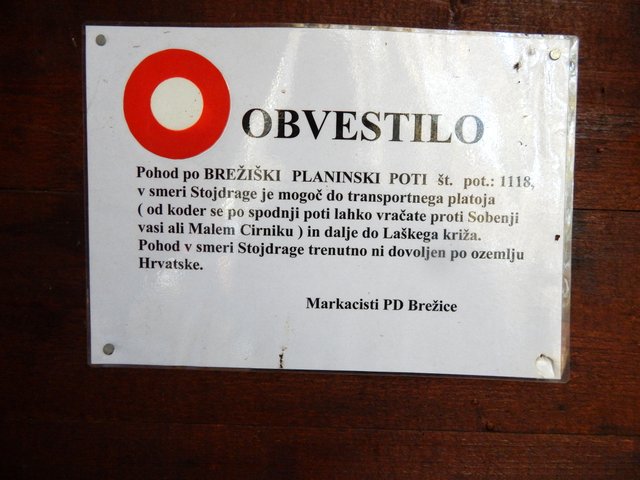 OBVESTILO
Pohod po BREŽIŠKI PLANINSKI POTI št. pot.: 1118,
v smeri Stojdrage je mogoč do transportnega platoja
( od koder se po spodnji poti lahko vračate proti Sobenji
vasi ali Malem Cirniku ) in dalje do Laškega križa.
Pohod v smeri Stojdrage trenutno ni dovoljen po ozemlju
Hrvatske.
Markacisti PD Brežice